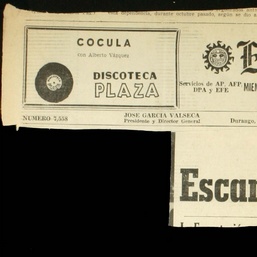 COCULA
con Alberto Vázquez
DISCOTECA
PLAZA
Servicios de AP, AFP,
DPA y EFE
MIEN
NUMERO 7,558
JOSE GARCIA VALSECA
Presidente y Director General
Durango,
Escar